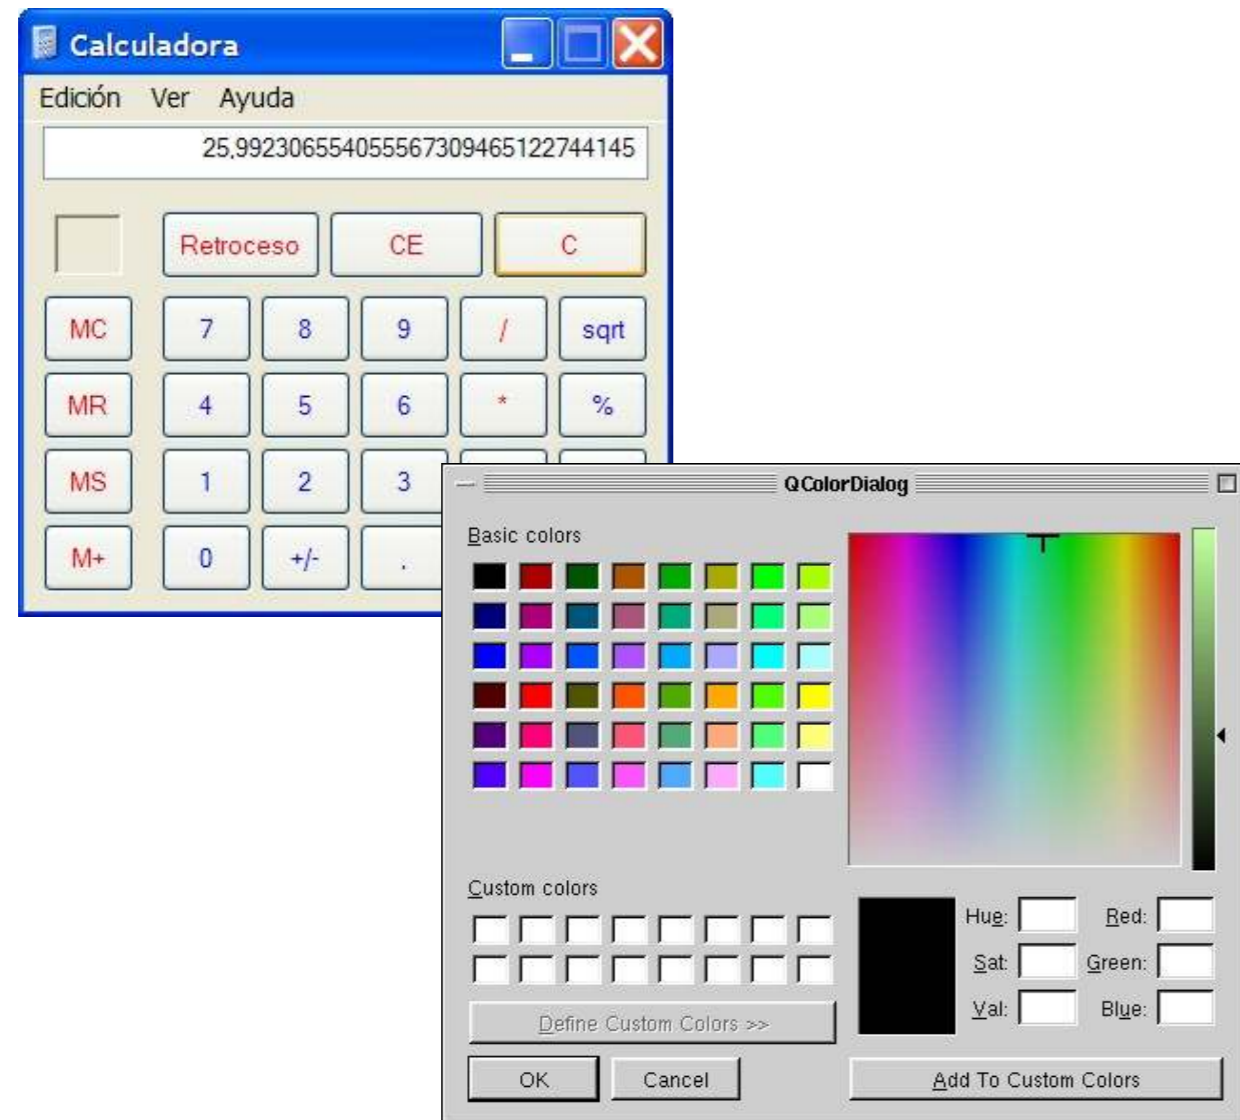 Calculadora
Edición Ver Ayuda
25,992306554055567309465122744145
Retroceso CE C
MC 7 8 9 / sqrt
MR 4 5 6 * %
MS 1 2 3
M+ 0 +/- .
QColorDialog
Basic colors
Custom colors
Hue: Red:
Sat: Green:
Val: Blue:
Define Custom Colors >>
OK Cancel Add To Custom Colors